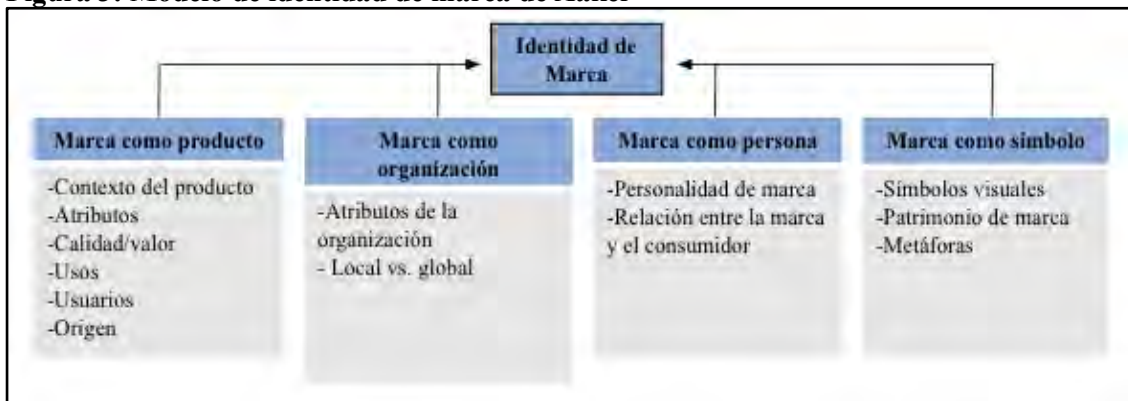 Identidad de
Marca
Marca como producto
-Contexto del producto
-Atributos
-Calidad/valor
-Usos
-Usuarios
-Origen
Marca como
organización
-Atributos de la
organización
- Local vs. global
Marca como persona
-Personalidad de marca
-Relación entre la marca
y el consumidor
Marca como símbolo
-Símbolos visuales
-Patrimonio de marca
-Metáforas